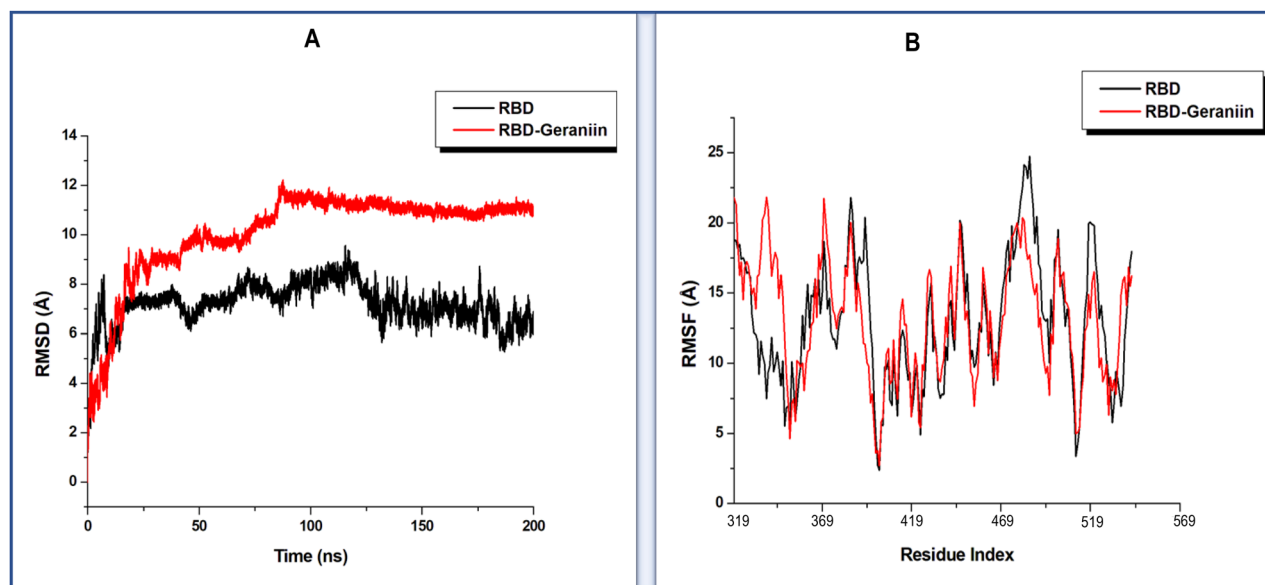 A
RBD
RBD-Geraniin
14
12
10
8
6
4
2
0
RMSD (Å)
0
50
100
150
200
Time (ns)
B
RBD
RBD-Geraniin
25
20
15
10
5
0
RMSF (Å)
319
369
419
469
519
569
Residue Index